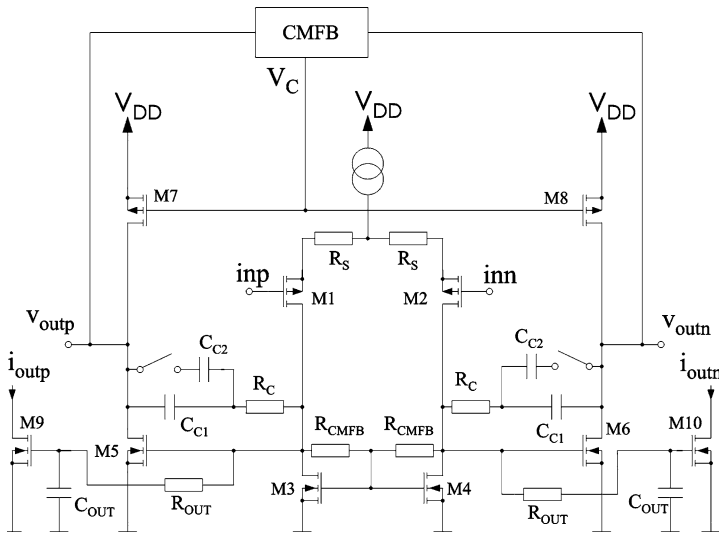 CMFB
V_C
V_DD
V_DD
V_DD
M7
M8
R_S
R_S
inp
inn
M1
M2
v_outp
v_outn
C_C2
C_C2
i_outp
i_outn
R_C
R_C
C_C1
C_C1
R_CMFB
R_CMFB
M9
M5
M6
M10
M3
M4
C_OUT
R_OUT
R_OUT
C_OUT